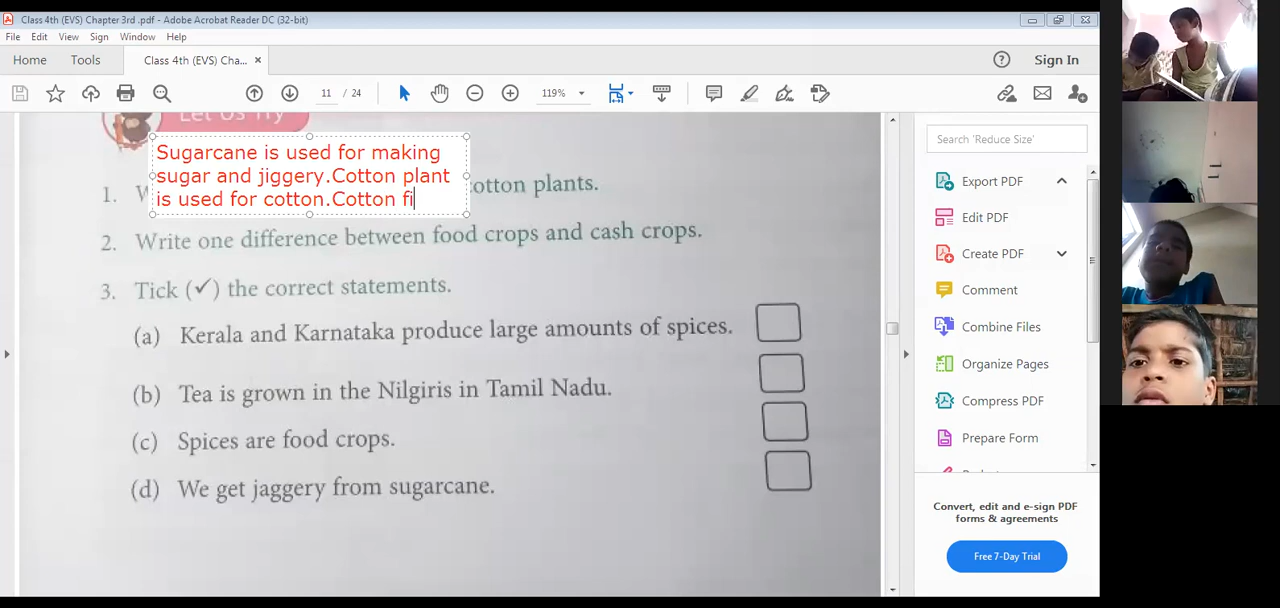 Class 4th (EVS) Chapter 3rd .pdf - Adobe Acrobat Reader DC (32-bit)
File Edit View Sign Window Help
Home Tools Class 4th (EVS) Cha... × Sign In
11 / 24 119%
Let Us Try
Sugarcane is used for making
sugar and jiggery.Cotton plant
is used for cotton.Cotton fi
1. cotton plants.
2. Write one difference between food crops and cash crops.
3. Tick (✓) the correct statements.
(a) Kerala and Karnataka produce large amounts of spices.
(b) Tea is grown in the Nilgiris in Tamil Nadu.
(c) Spices are food crops.
(d) We get jaggery from sugarcane.
Search 'Reduce Size'
Export PDF
Edit PDF
Create PDF
Comment
Combine Files
Organize Pages
Compress PDF
Prepare Form
Convert, edit and e-sign PDF
forms & agreements
Free 7-Day Trial